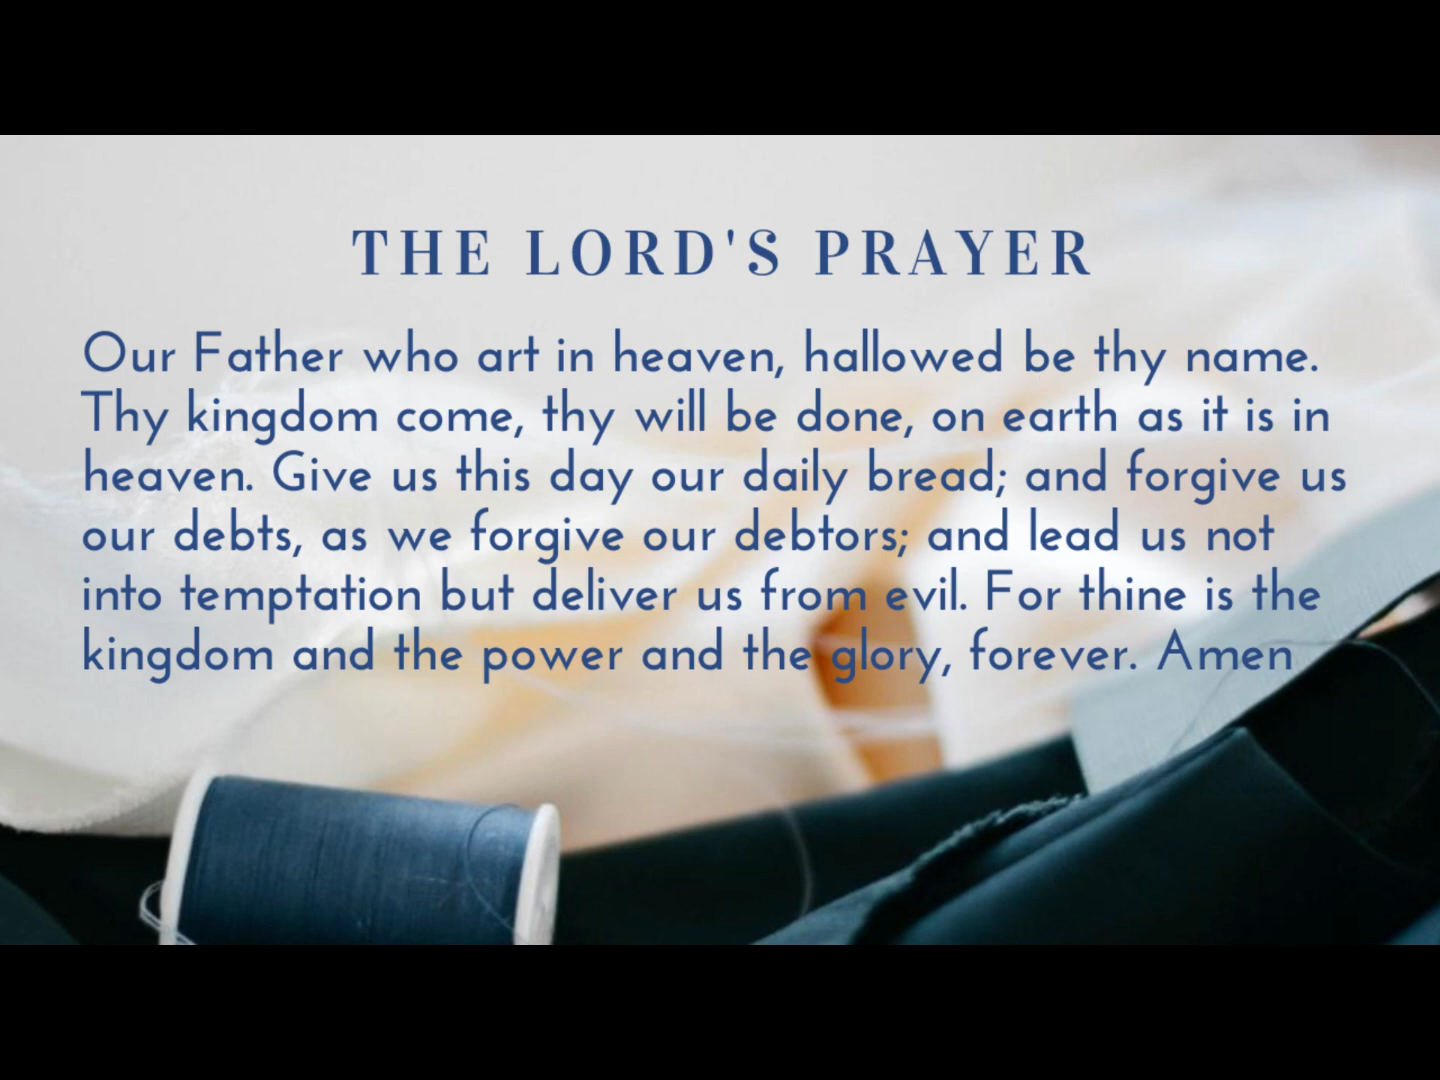 THE LORD'S PRAYER
Our Father who art in heaven, hallowed be thy name.
Thy kingdom come, thy will be done, on earth as it is in
heaven. Give us this day our daily bread; and forgive us
our debts, as we forgive our debtors; and lead us not
into temptation but deliver us from evil. For thine is the
kingdom and the power and the glory, forever. Amen